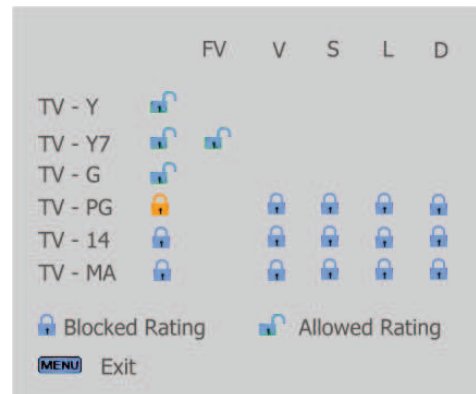 FV V S L D
TV - Y
TV - Y7
TV - G
TV - PG
TV - 14
TV - MA
Blocked Rating Allowed Rating
MENU Exit